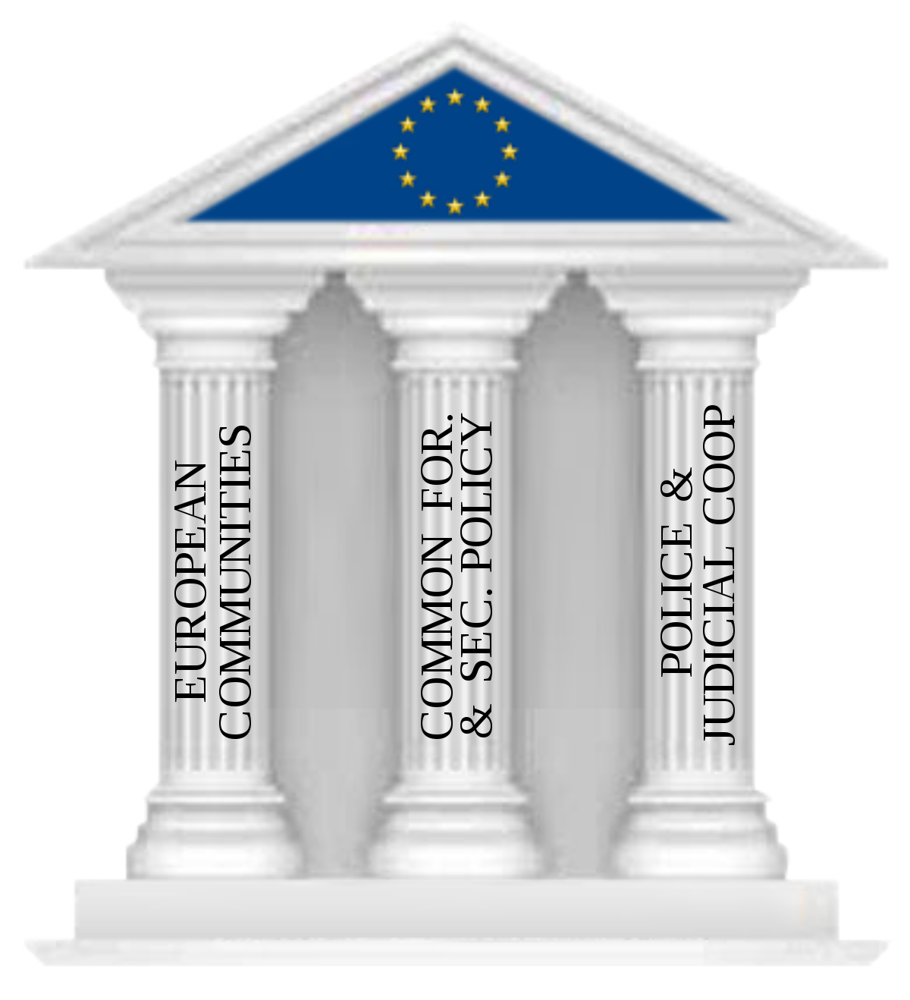 EUROPEAN
COMMUNITIES
COMMON FOR.
& SEC. POLICY
POLICE &
JUDICIAL COOP